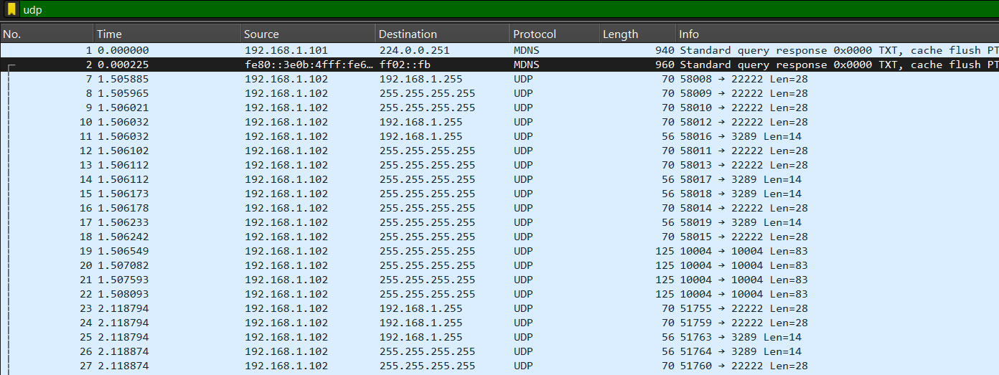 udp
No. Time Source Destination Protocol Length Info
1 0.000000 192.168.1.101 224.0.0.251 MDNS 940 Standard query response 0x0000 TXT, cache flush PT
2 0.000225 fe80::3e0b:4fff:fe6… ff02::fb MDNS 960 Standard query response 0x0000 TXT, cache flush PT
7 1.505885 192.168.1.102 192.168.1.255 UDP 70 58008 → 22222 Len=28
8 1.505965 192.168.1.102 255.255.255.255 UDP 70 58009 → 22222 Len=28
9 1.506021 192.168.1.102 255.255.255.255 UDP 70 58010 → 22222 Len=28
10 1.506032 192.168.1.102 192.168.1.255 UDP 70 58012 → 22222 Len=28
11 1.506032 192.168.1.102 192.168.1.255 UDP 56 58016 → 3289 Len=14
12 1.506102 192.168.1.102 255.255.255.255 UDP 70 58011 → 22222 Len=28
13 1.506112 192.168.1.102 255.255.255.255 UDP 70 58013 → 22222 Len=28
14 1.506112 192.168.1.102 255.255.255.255 UDP 56 58017 → 3289 Len=14
15 1.506173 192.168.1.102 255.255.255.255 UDP 56 58018 → 3289 Len=14
16 1.506178 192.168.1.102 255.255.255.255 UDP 70 58014 → 22222 Len=28
17 1.506233 192.168.1.102 255.255.255.255 UDP 56 58019 → 3289 Len=14
18 1.506242 192.168.1.102 255.255.255.255 UDP 70 58015 → 22222 Len=28
19 1.506549 192.168.1.102 255.255.255.255 UDP 125 10004 → 10004 Len=83
20 1.507082 192.168.1.102 255.255.255.255 UDP 125 10004 → 10004 Len=83
21 1.507593 192.168.1.102 255.255.255.255 UDP 125 10004 → 10004 Len=83
22 1.508093 192.168.1.102 255.255.255.255 UDP 125 10004 → 10004 Len=83
23 2.118794 192.168.1.102 192.168.1.255 UDP 70 51755 → 22222 Len=28
24 2.118794 192.168.1.102 192.168.1.255 UDP 70 51759 → 22222 Len=28
25 2.118794 192.168.1.102 192.168.1.255 UDP 56 51763 → 3289 Len=14
26 2.118874 192.168.1.102 255.255.255.255 UDP 56 51764 → 3289 Len=14
27 2.118874 192.168.1.102 255.255.255.255 UDP 70 51760 → 22222 Len=28